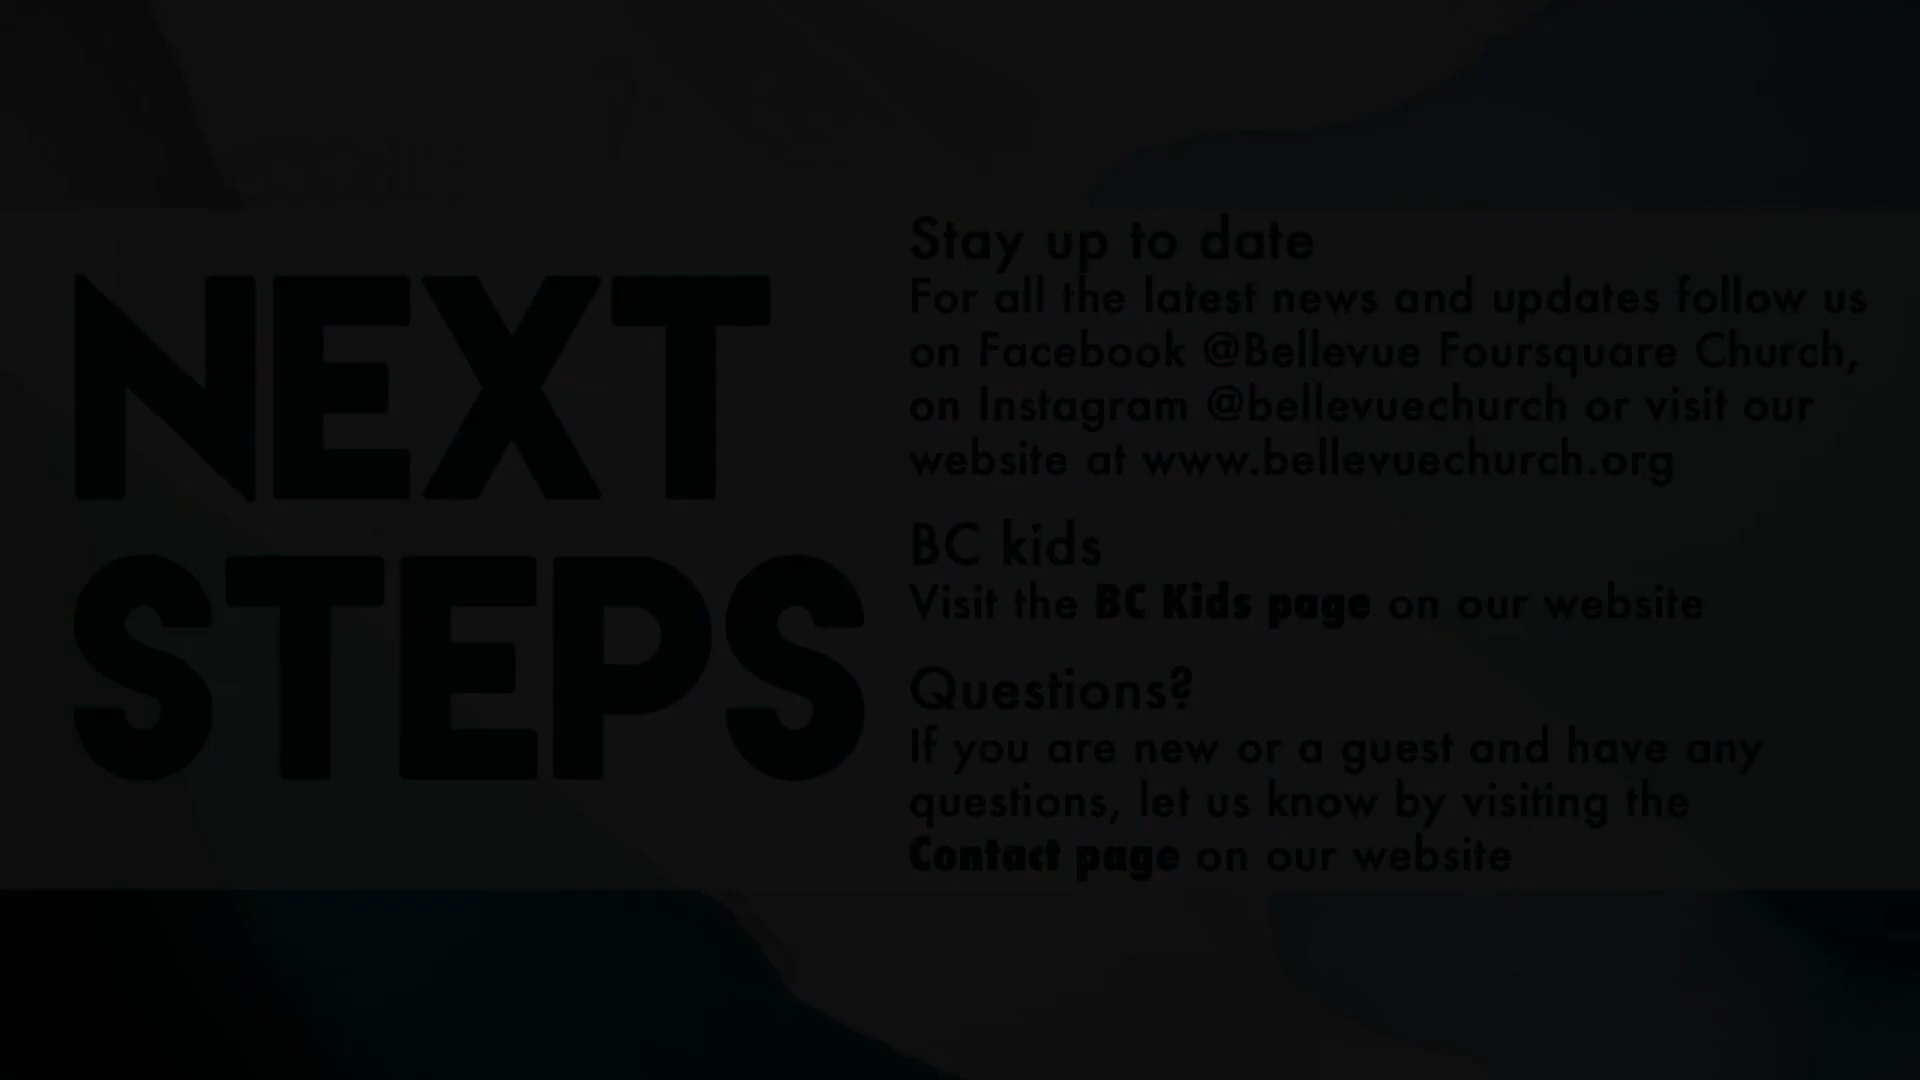 NEXT
STEPS
Stay up to date
For all the latest news and updates follow us
on Facebook @Bellevue Foursquare Church,
on Instagram @bellevuechurch or visit our
website at www.bellevuechurch.org
BC kids
Visit the BC Kids page on our website
Questions?
If you are new or a guest and have any
questions, let us know by visiting the
Contact page on our website